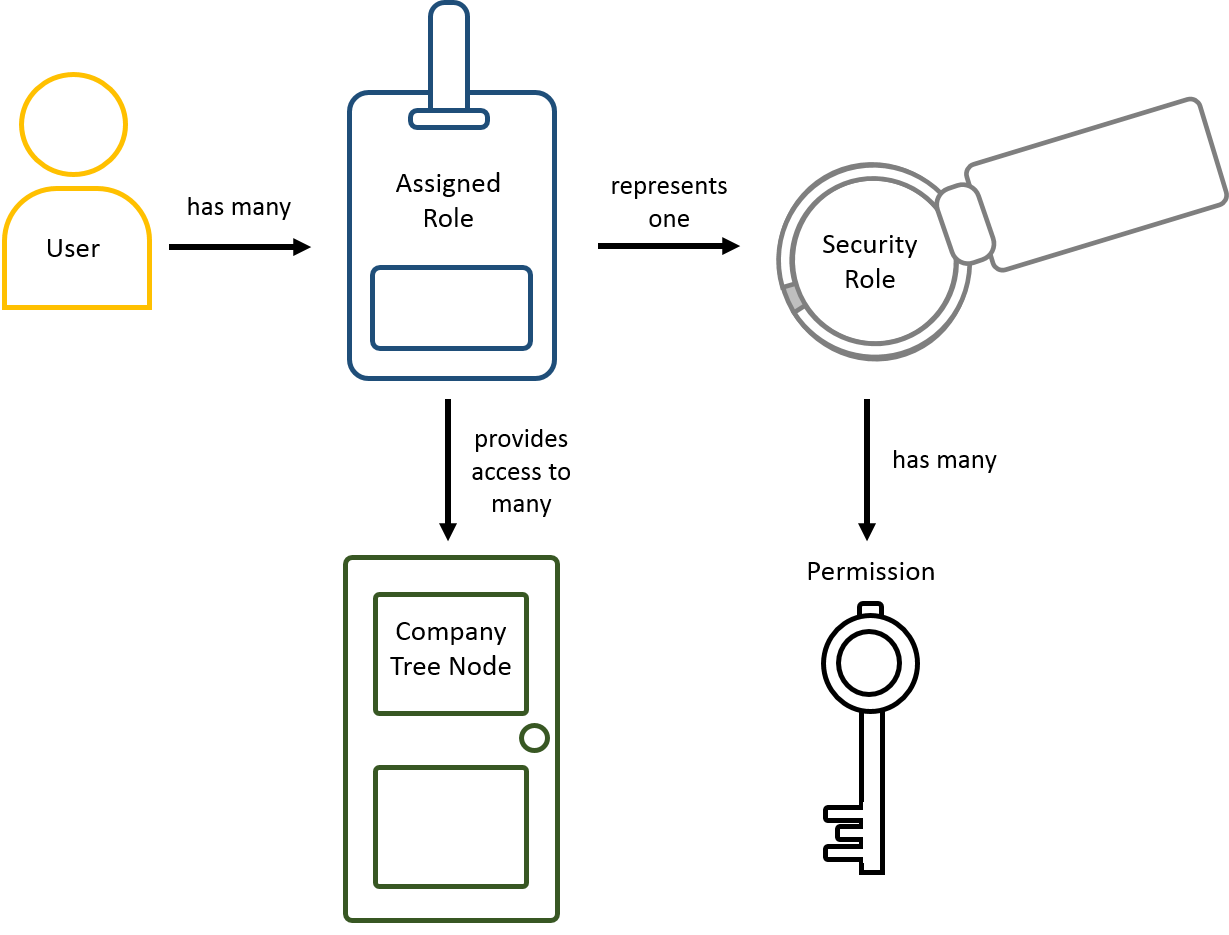 User
has many
Assigned
Role
represents
one
Security
Role
provides
access to
many
has many
Company
Tree Node
Permission